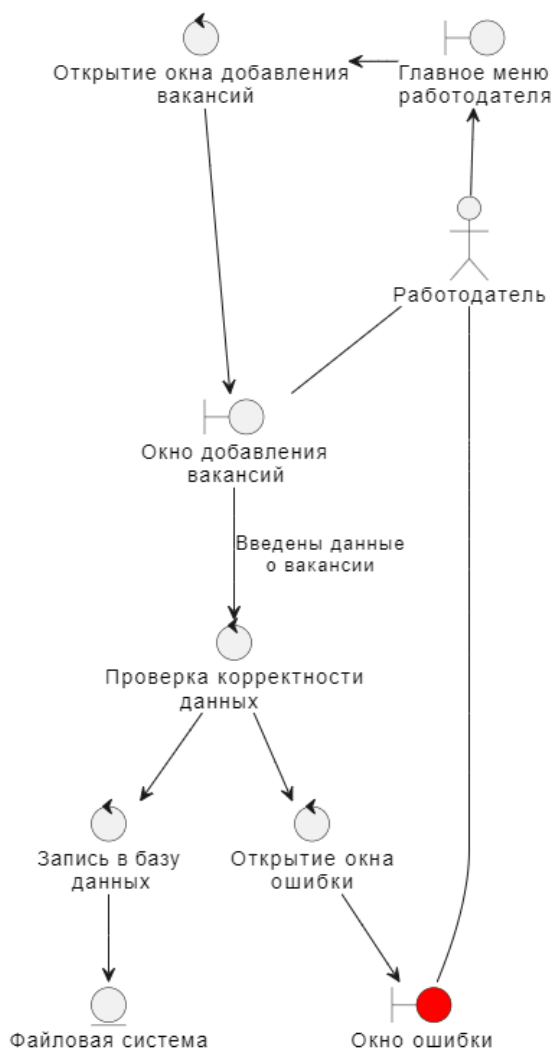 Открытие окна добавления
вакансий
Главное меню
работодателя
Работодатель
Окно добавления
вакансий
Введены данные
о вакансии
Проверка корректности
данных
Запись в базу
данных
Открытие окна
ошибки
Файловая система
Окно ошибки